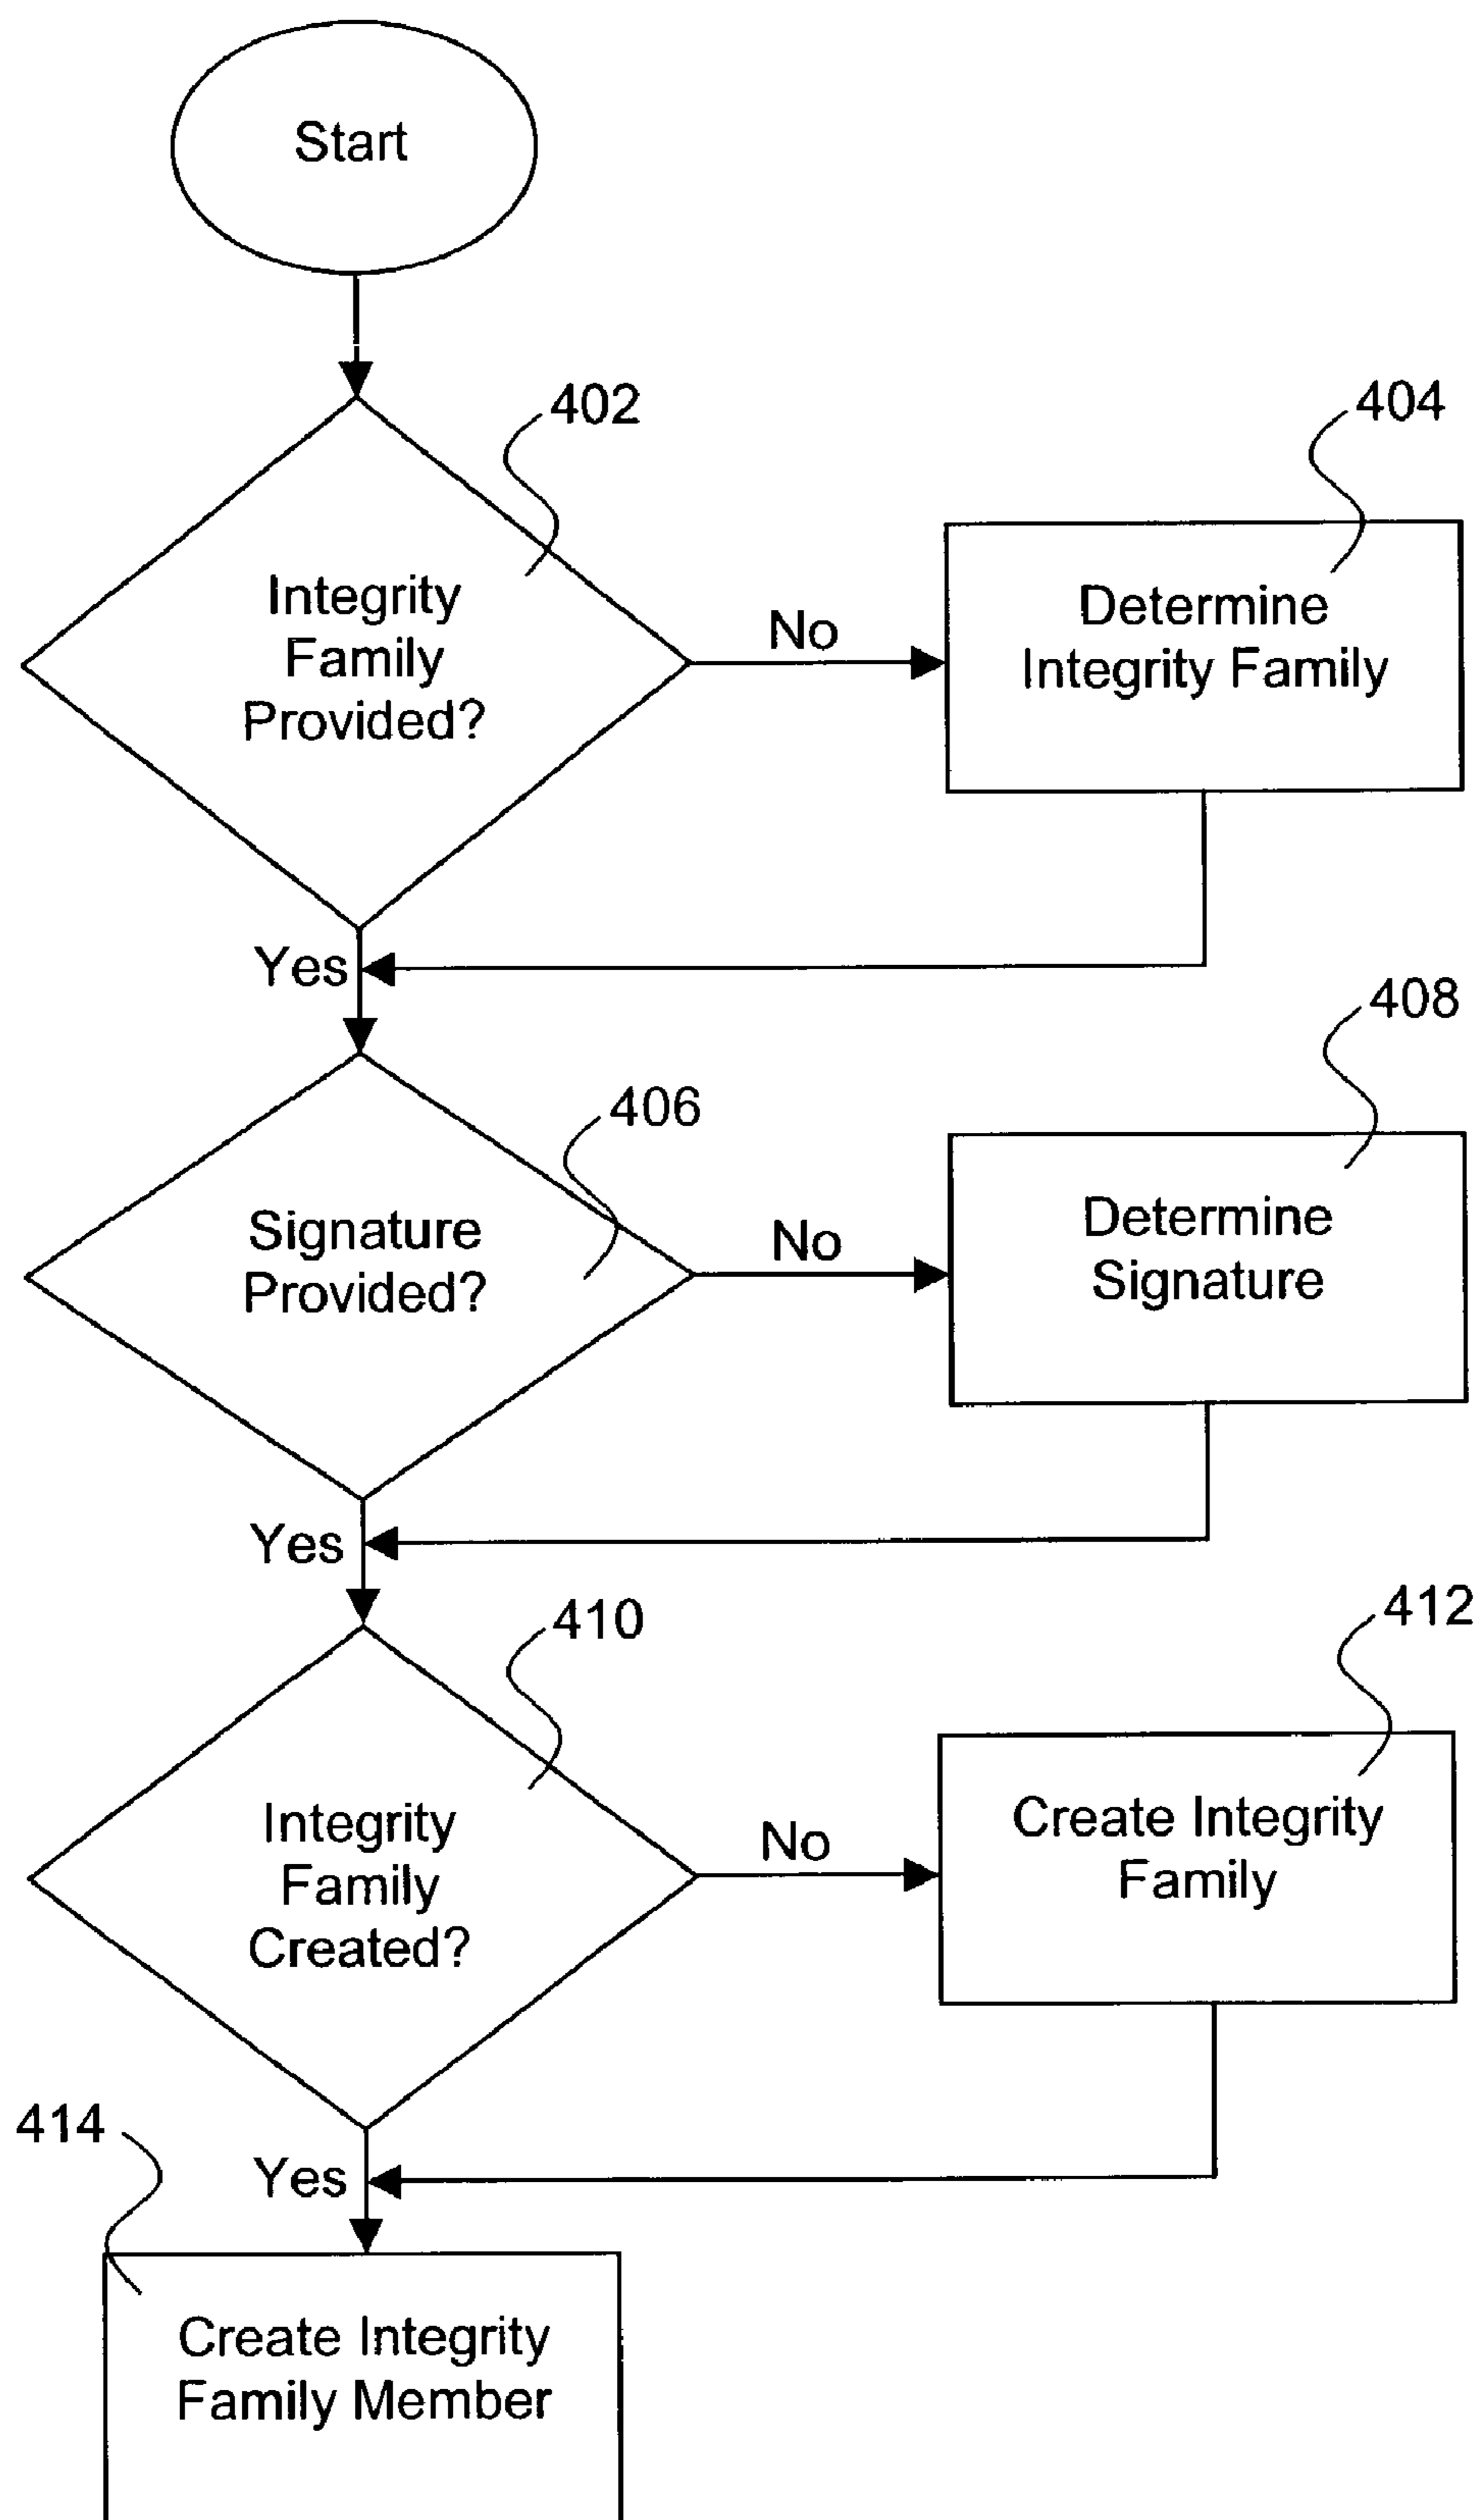 Start
402
404
Integrity
Family
Provided?
No
Determine
Integrity Family
Yes
408
406
Signature
Provided?
No
Determine
Signature
Yes
410
412
Integrity
Family
Created?
No
Create Integrity
Family
414
Yes
Create Integrity
Family Member